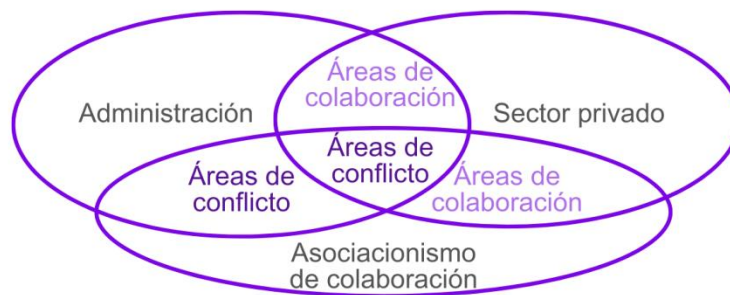 Áreas de
colaboración
Administración
Sector privado
Áreas de
conflicto
Áreas de
conflicto
Áreas de
colaboración
Asociacionismo
de colaboración